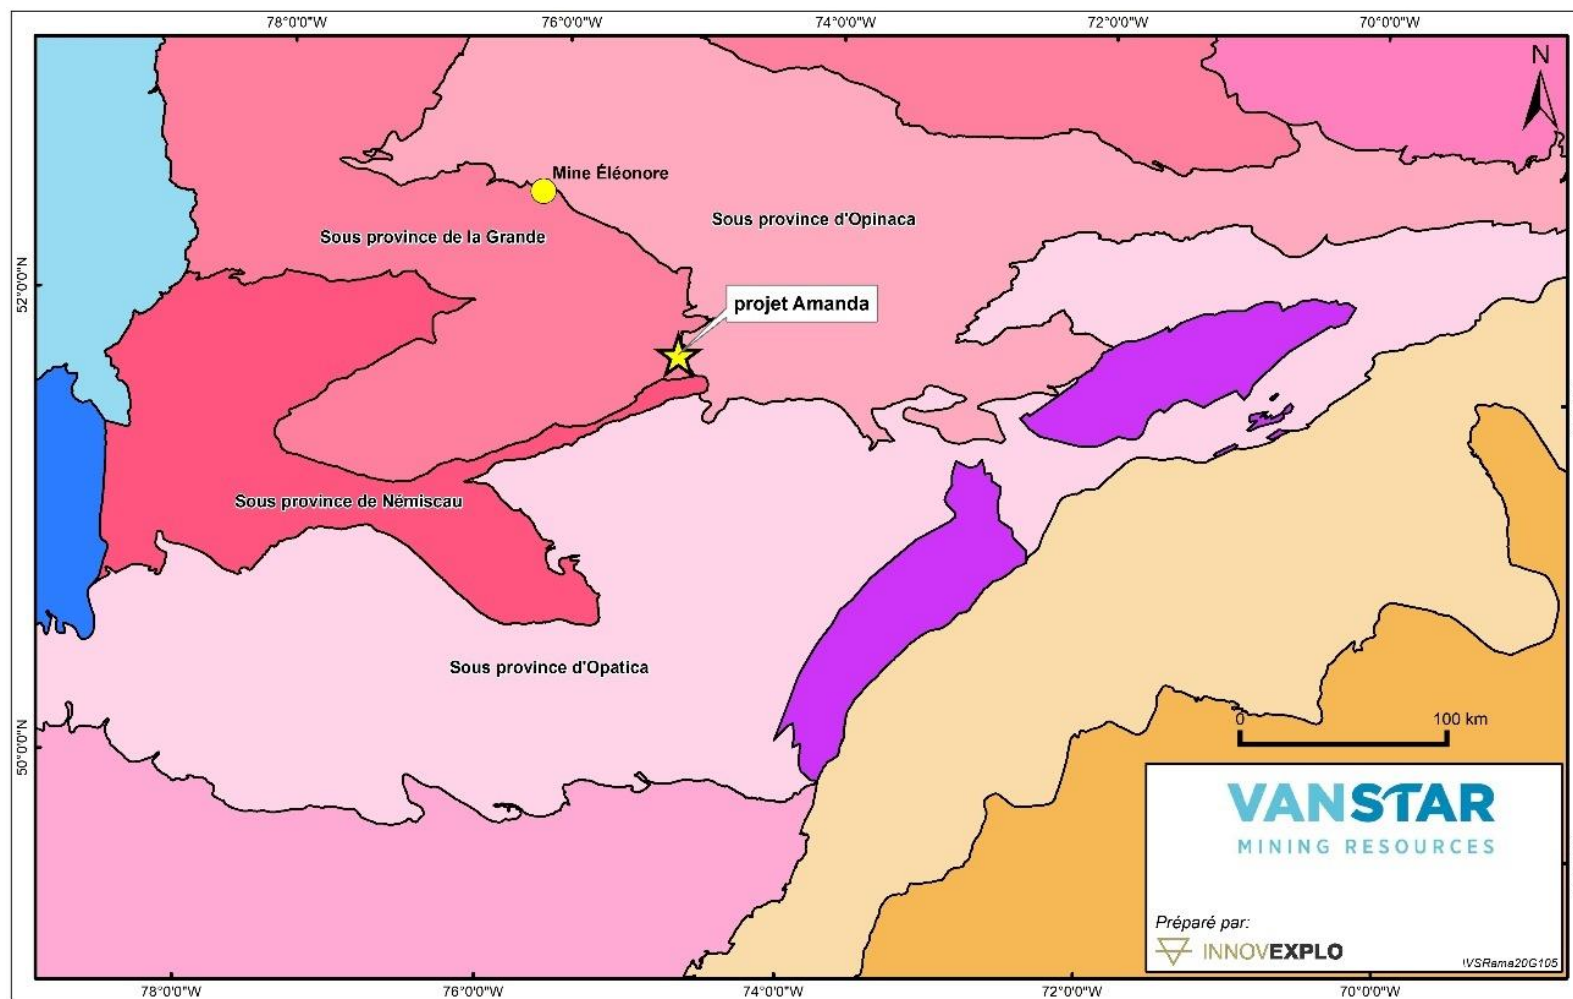 78°0'0"W 76°0'0"W 74°0'0"W 72°0'0"W 70°0'0"W
N
Mine Éléonore
Sous province d'Opinaca
Sous province de la Grande
52°0'0"N
projet Amanda
Sous province de Némiscau
Sous province d'Opatica
0 100 km
50°0'0"N
VANSTAR
MINING RESOURCES
Préparé par:
INNOVEXPLO
78°0'0"W 76°0'0"W 74°0'0"W 72°0'0"W 70°0'0"W